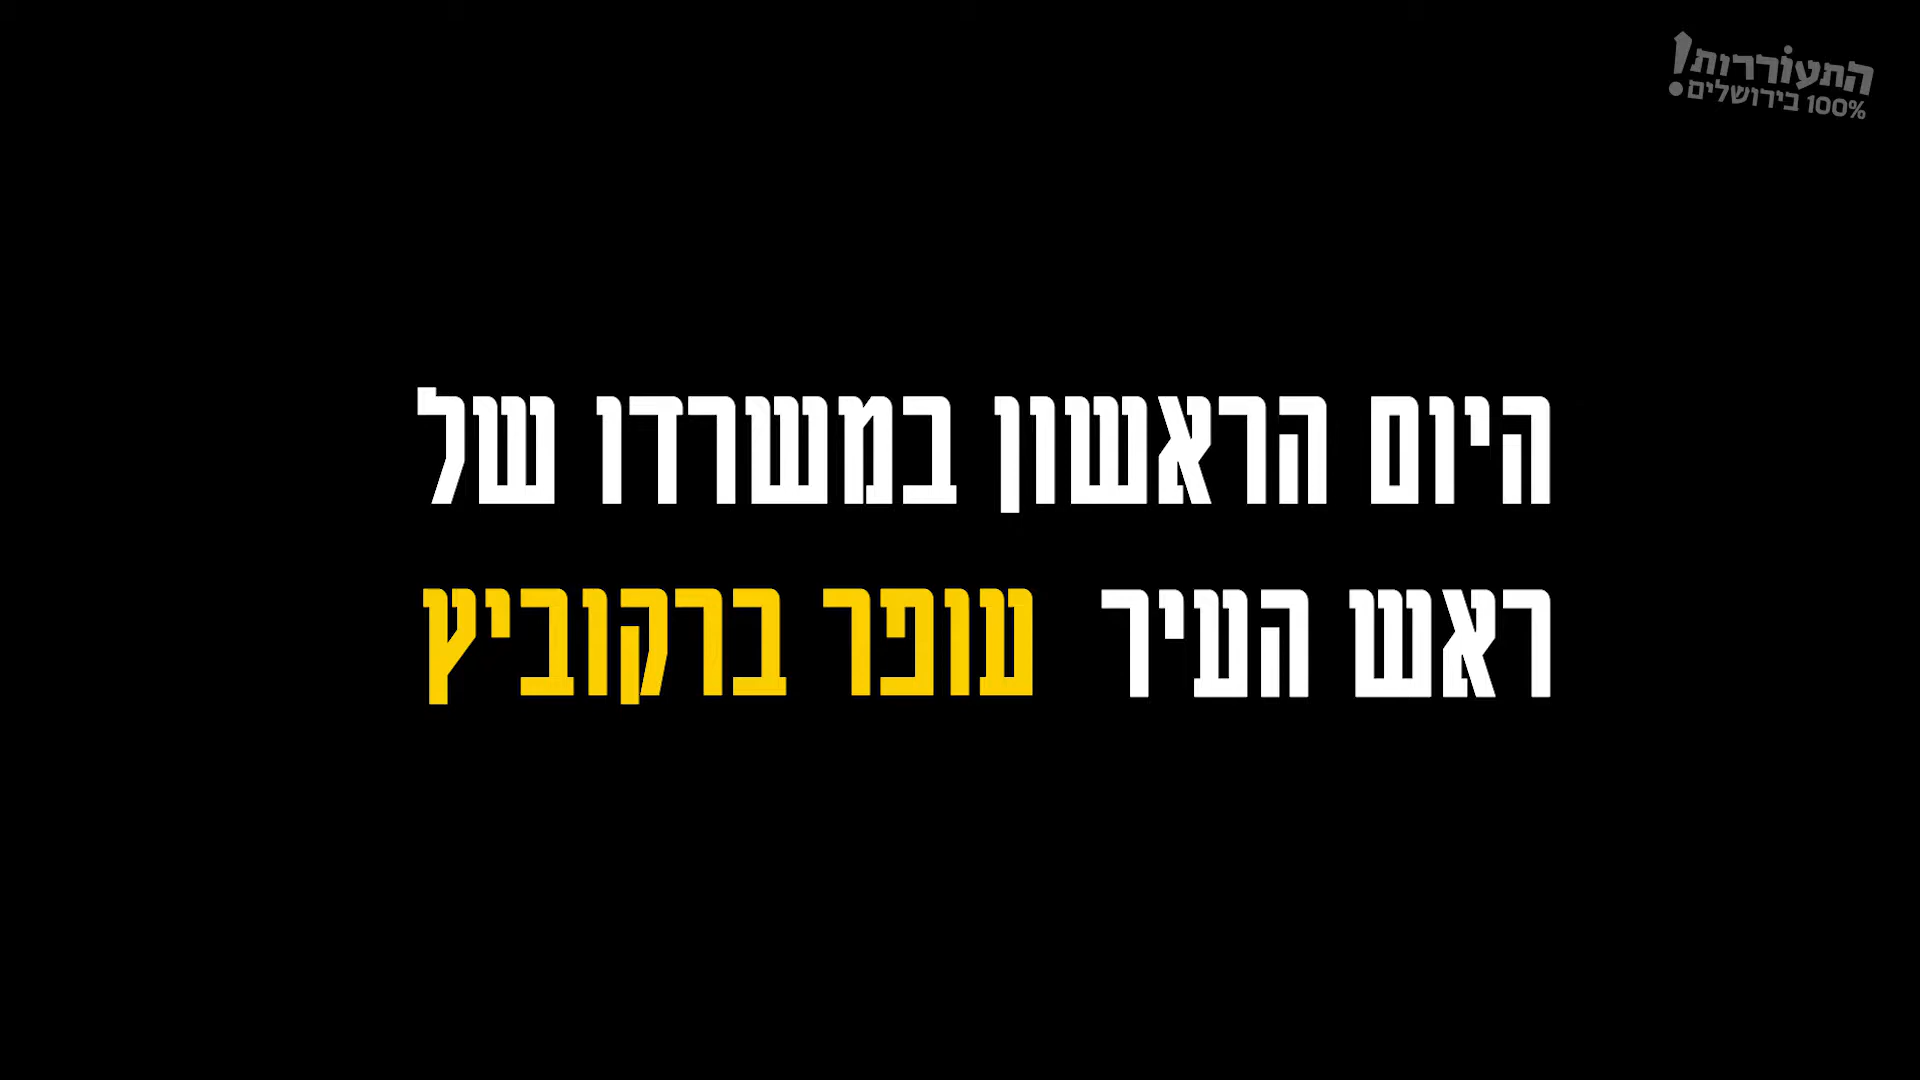 התעוררות!
100% בירושלים
היום הראשון במשרדו של
ראש העיר עופר ברקוביץ